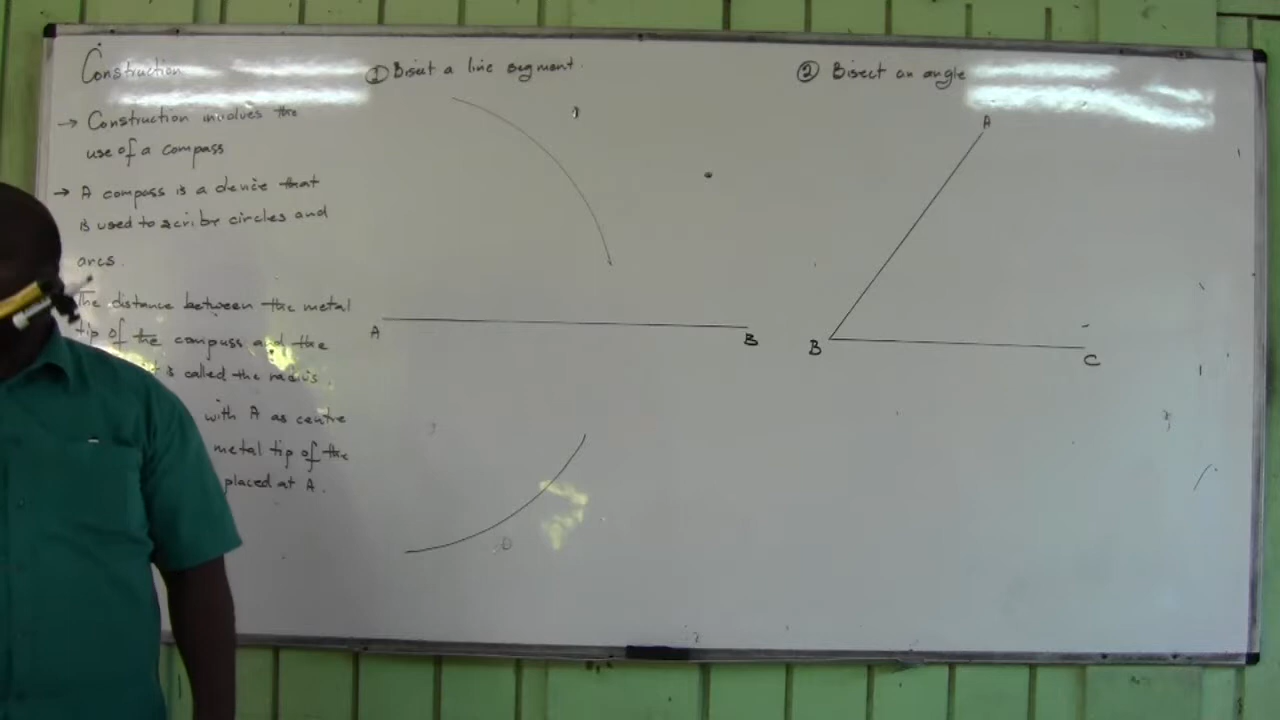 Construction
→ Construction involves the
use of a compass
→ A compass is a device that
is used to scribe circles and
arcs.
The distance between the metal
tip of the compass and the
is called the radius.
with A as centre
metal tip of the
placed at A.
① Bisect a line segment.
A
B
② Bisect an angle
A
B
C